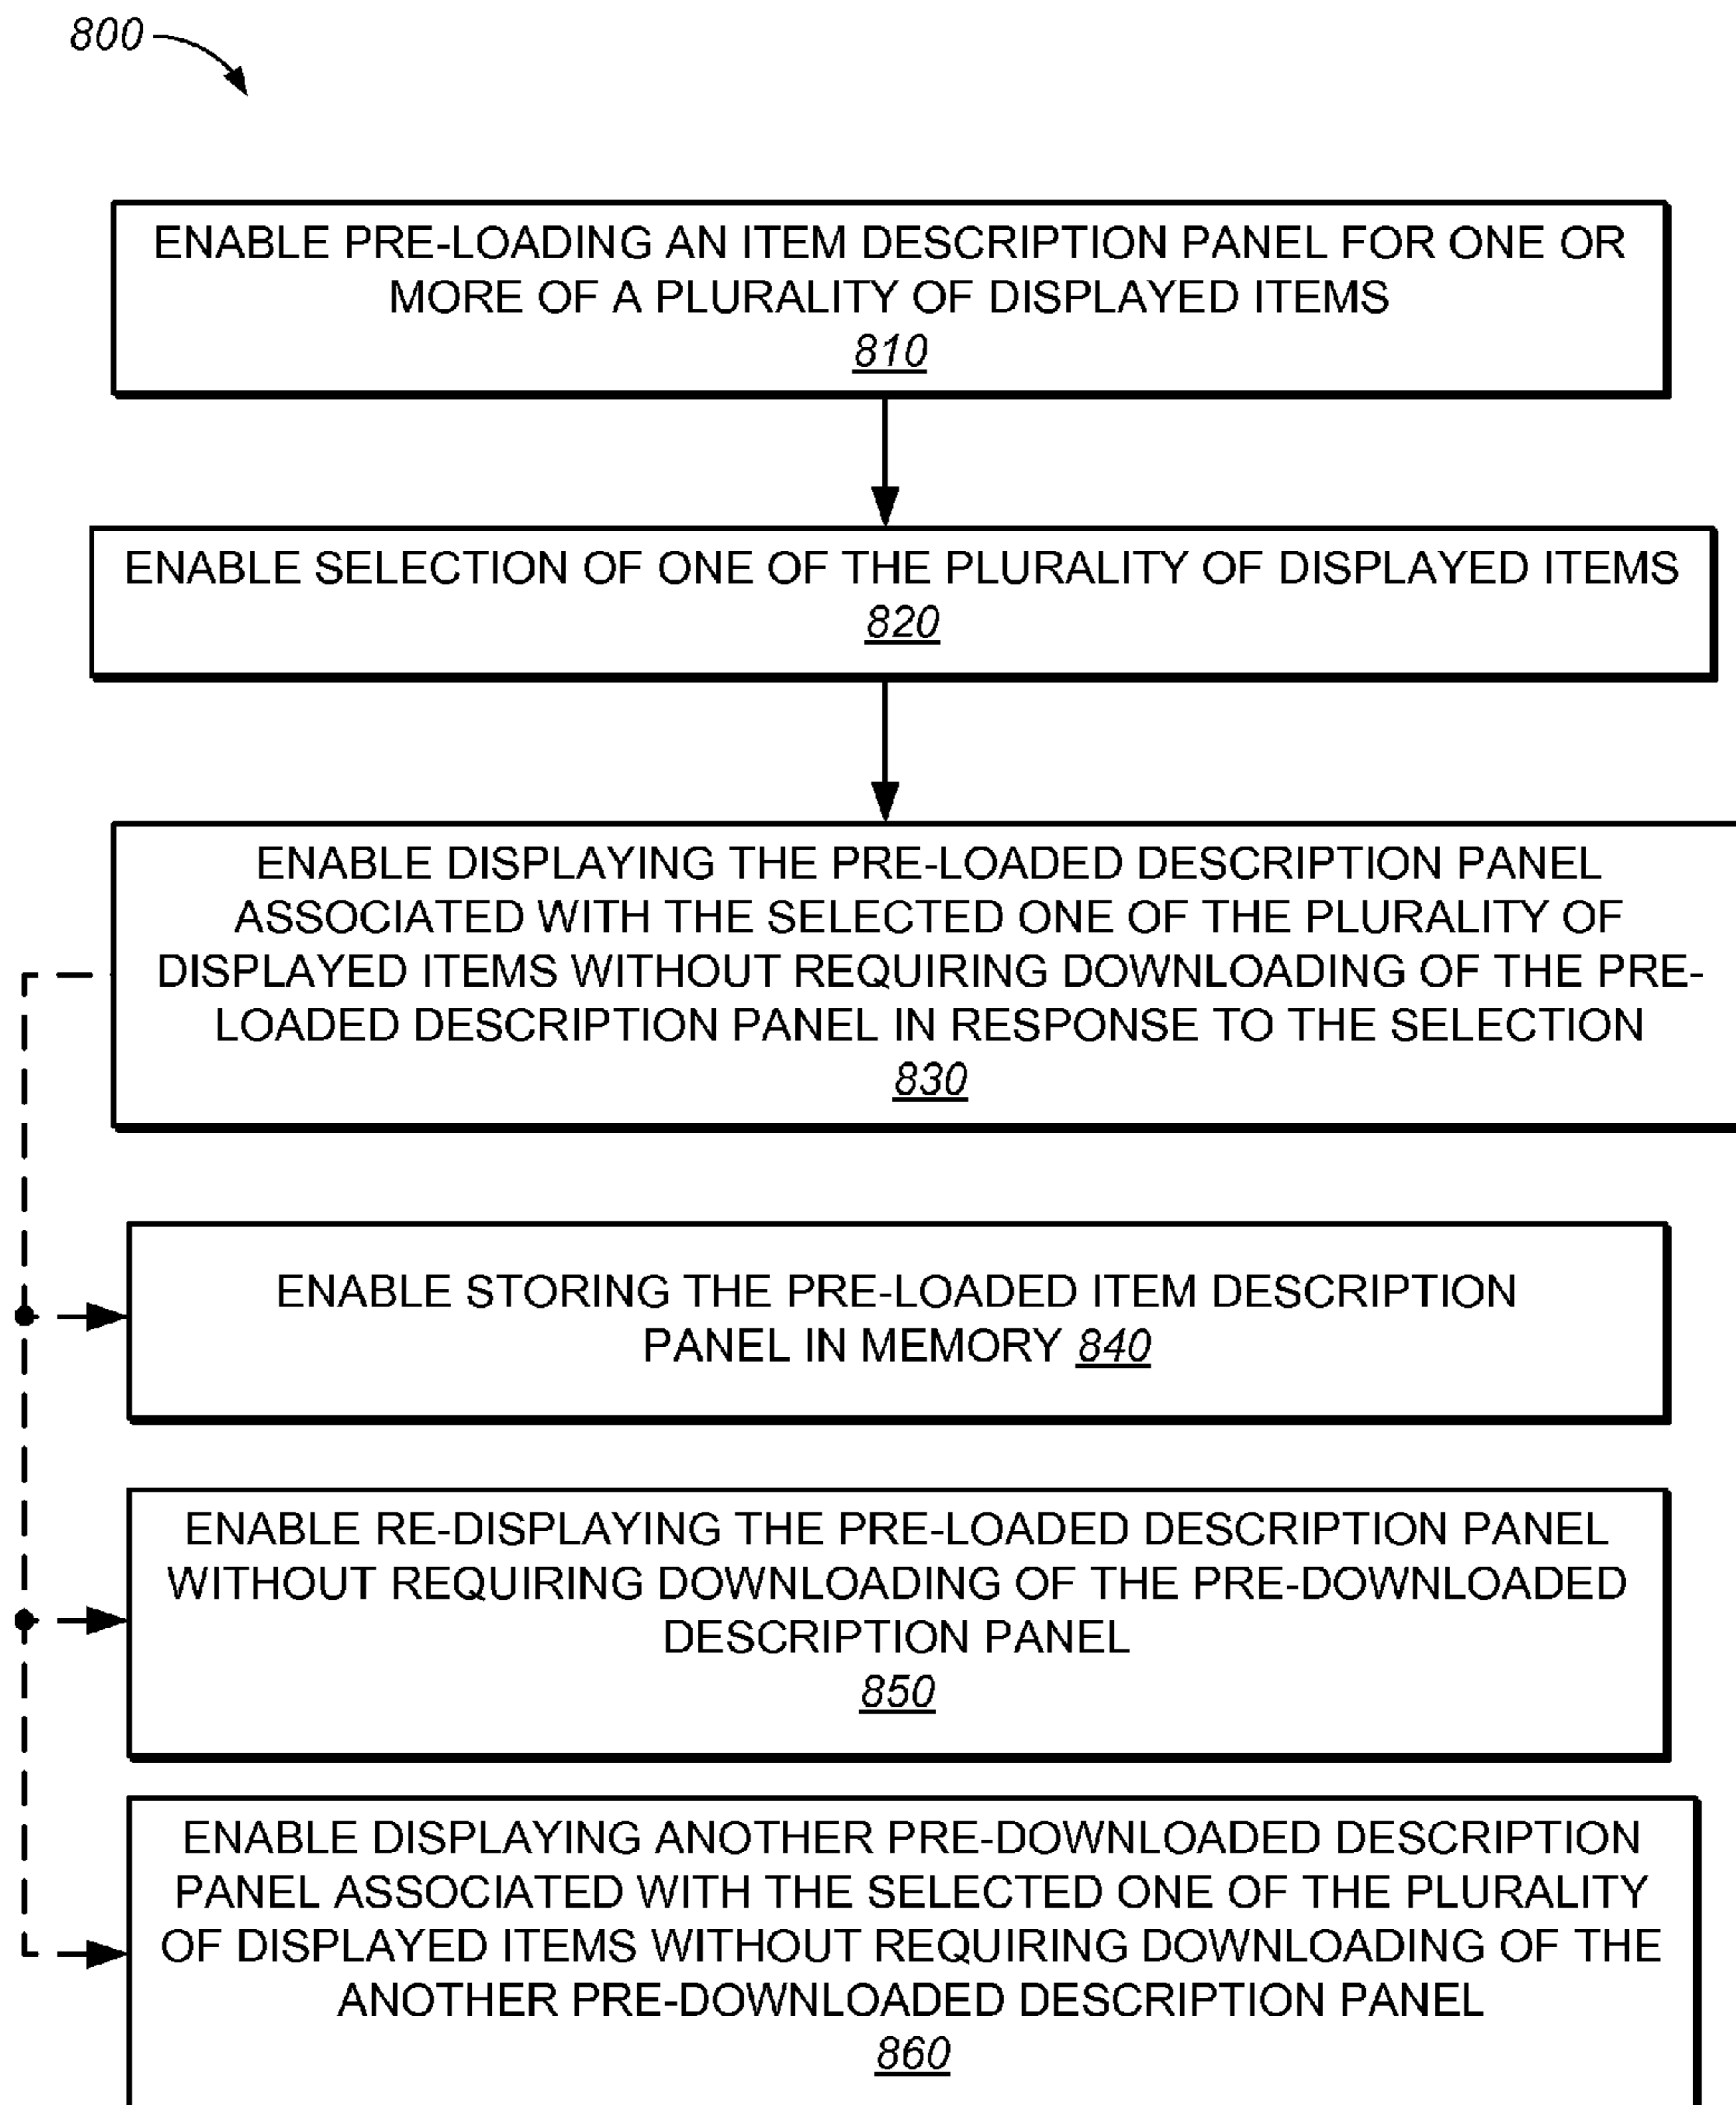 800
ENABLE PRE-LOADING AN ITEM DESCRIPTION PANEL FOR ONE OR
MORE OF A PLURALITY OF DISPLAYED ITEMS
810
ENABLE SELECTION OF ONE OF THE PLURALITY OF DISPLAYED ITEMS
820
ENABLE DISPLAYING THE PRE-LOADED DESCRIPTION PANEL
ASSOCIATED WITH THE SELECTED ONE OF THE PLURALITY OF
DISPLAYED ITEMS WITHOUT REQUIRING DOWNLOADING OF THE PRE-
LOADED DESCRIPTION PANEL IN RESPONSE TO THE SELECTION
830
ENABLE STORING THE PRE-LOADED ITEM DESCRIPTION
PANEL IN MEMORY 840
ENABLE RE-DISPLAYING THE PRE-LOADED DESCRIPTION PANEL
WITHOUT REQUIRING DOWNLOADING OF THE PRE-DOWNLOADED
DESCRIPTION PANEL
850
ENABLE DISPLAYING ANOTHER PRE-DOWNLOADED DESCRIPTION
PANEL ASSOCIATED WITH THE SELECTED ONE OF THE PLURALITY
OF DISPLAYED ITEMS WITHOUT REQUIRING DOWNLOADING OF THE
ANOTHER PRE-DOWNLOADED DESCRIPTION PANEL
860